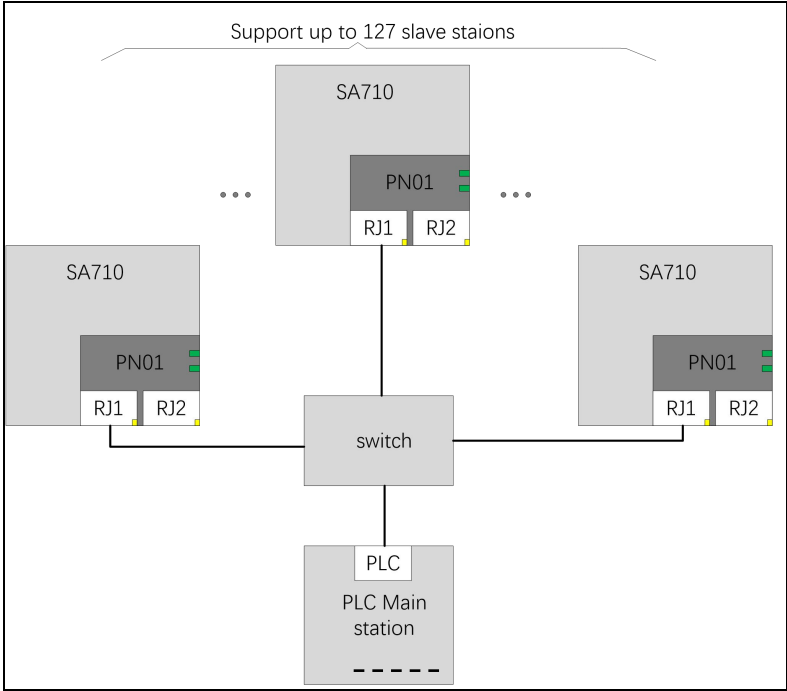 Support up to 127 slave staions
SA710
PN01
RJ1 RJ2
SA710
PN01
RJ1 RJ2
SA710
PN01
RJ1 RJ2
switch
PLC
PLC Main
station